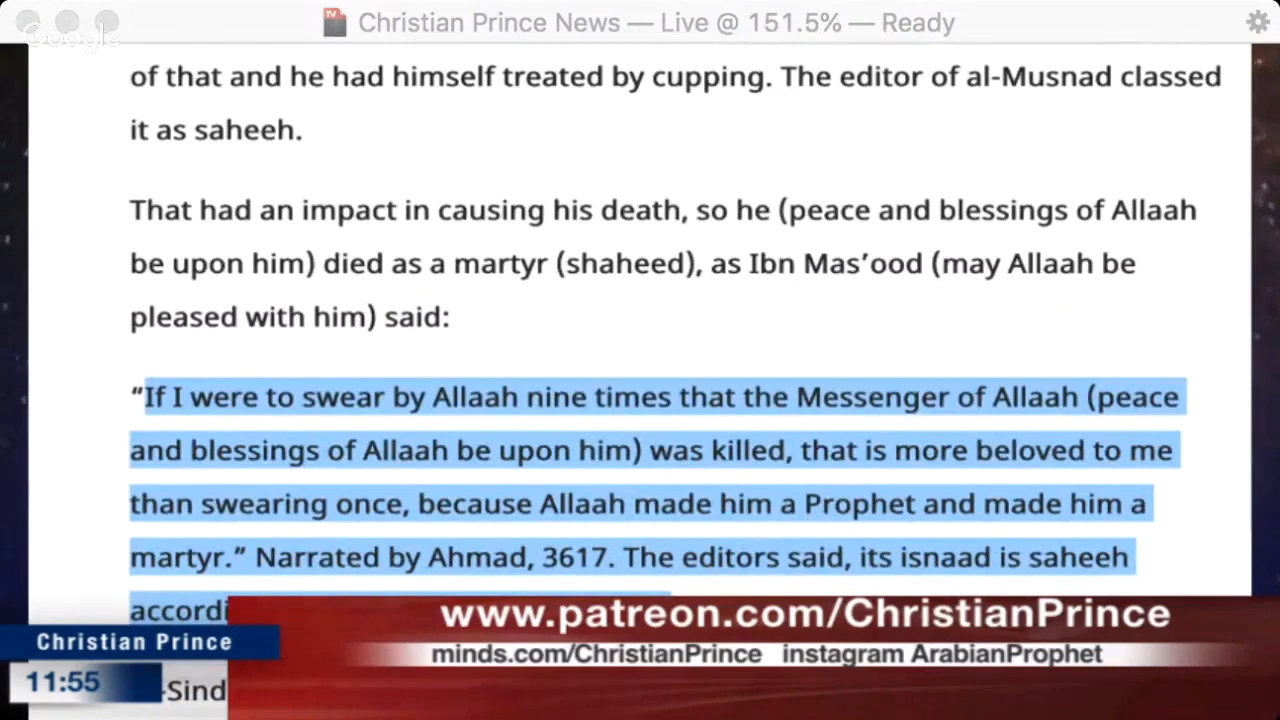 Christian Prince News — Live @ 151.5% — Ready
Google
of that and he had himself treated by cupping. The editor of al-Musnad classed
it as saheeh.
That had an impact in causing his death, so he (peace and blessings of Allaah
be upon him) died as a martyr (shaheed), as Ibn Mas’ood (may Allaah be
pleased with him) said:
“If I were to swear by Allaah nine times that the Messenger of Allaah (peace
and blessings of Allaah be upon him) was killed, that is more beloved to me
than swearing once, because Allaah made him a Prophet and made him a
martyr.” Narrated by Ahmad, 3617. The editors said, its isnaad is saheeh
accordi
www.patreon.com/ChristianPrince
Christian Prince
minds.com/ChristianPrince instagram ArabianProphet
11:55
-Sind